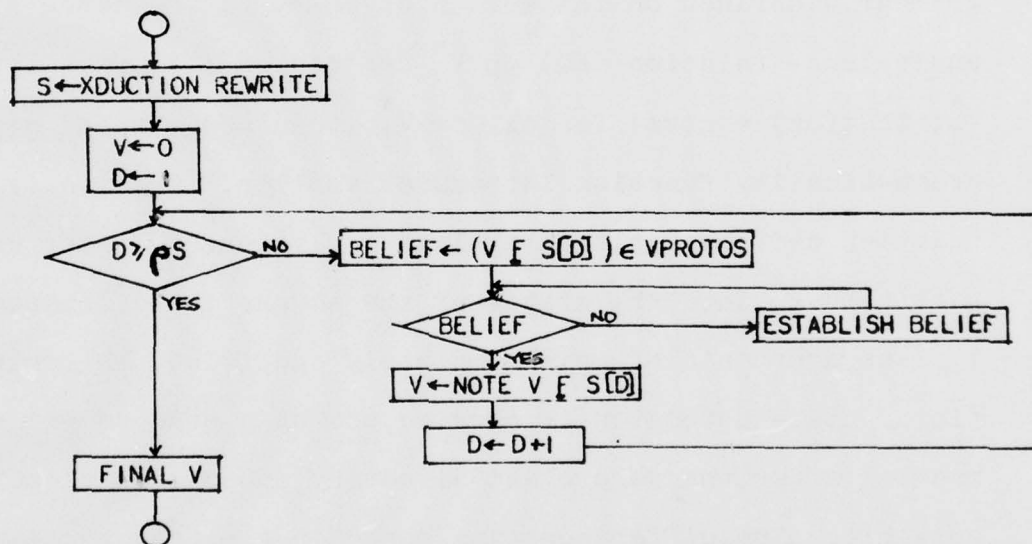 S←XDUCTION REWRITE
V←0
D←1
D⩾ρS
NO
BELIEF←(V F̲ S[D])∈VPROTOS
YES
BELIEF
NO
ESTABLISH BELIEF
YES
V←NOTE V F̲ S[D]
D←D+1
FINAL V